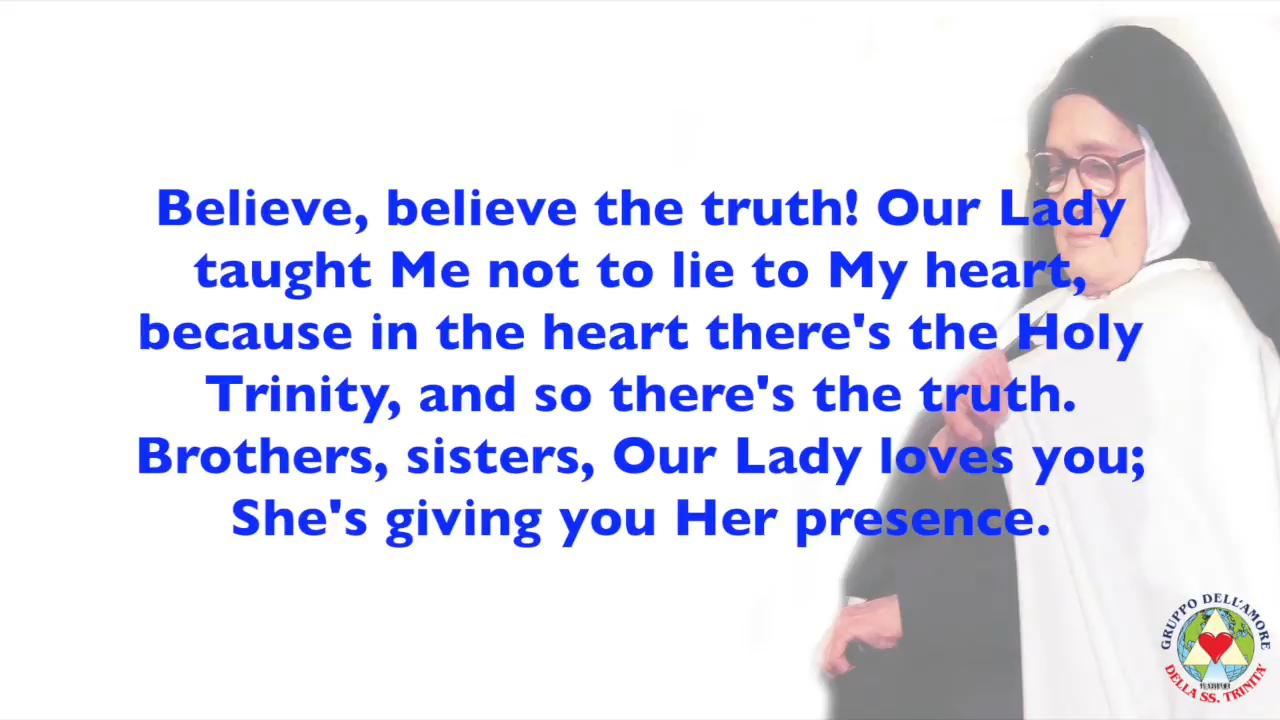 Believe, believe the truth! Our Lady
taught Me not to lie to My heart,
because in the heart there's the Holy
Trinity, and so there's the truth.
Brothers, sisters, Our Lady loves you;
She's giving you Her presence.
GRUPPO DELL'AMORE
DELLA SS. TRINITA'